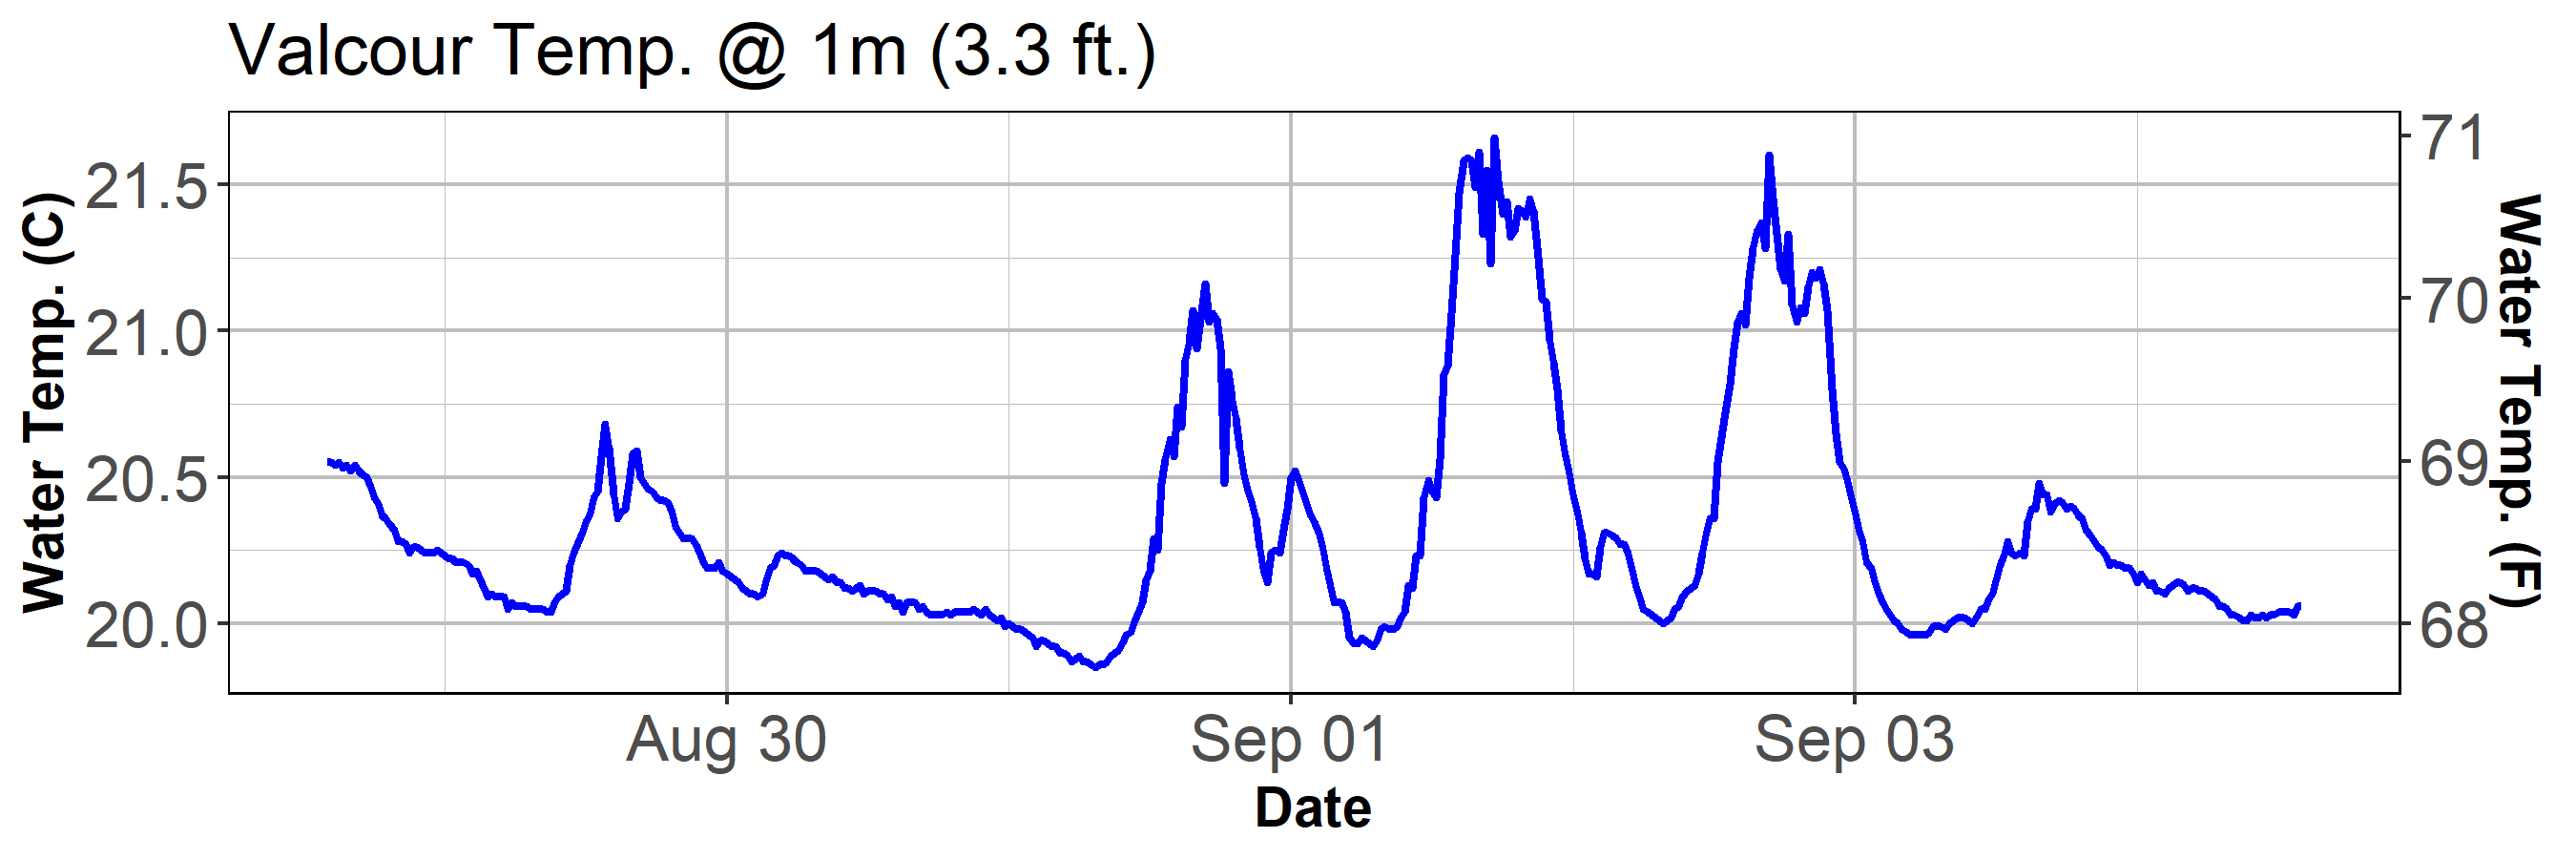 Valcour Temp. @ 1m (3.3 ft.)
Water Temp. (C)
21.5
21.0
20.5
20.0
71
70
69
68
Water Temp. (F)
Aug 30
Sep 01
Sep 03
Date